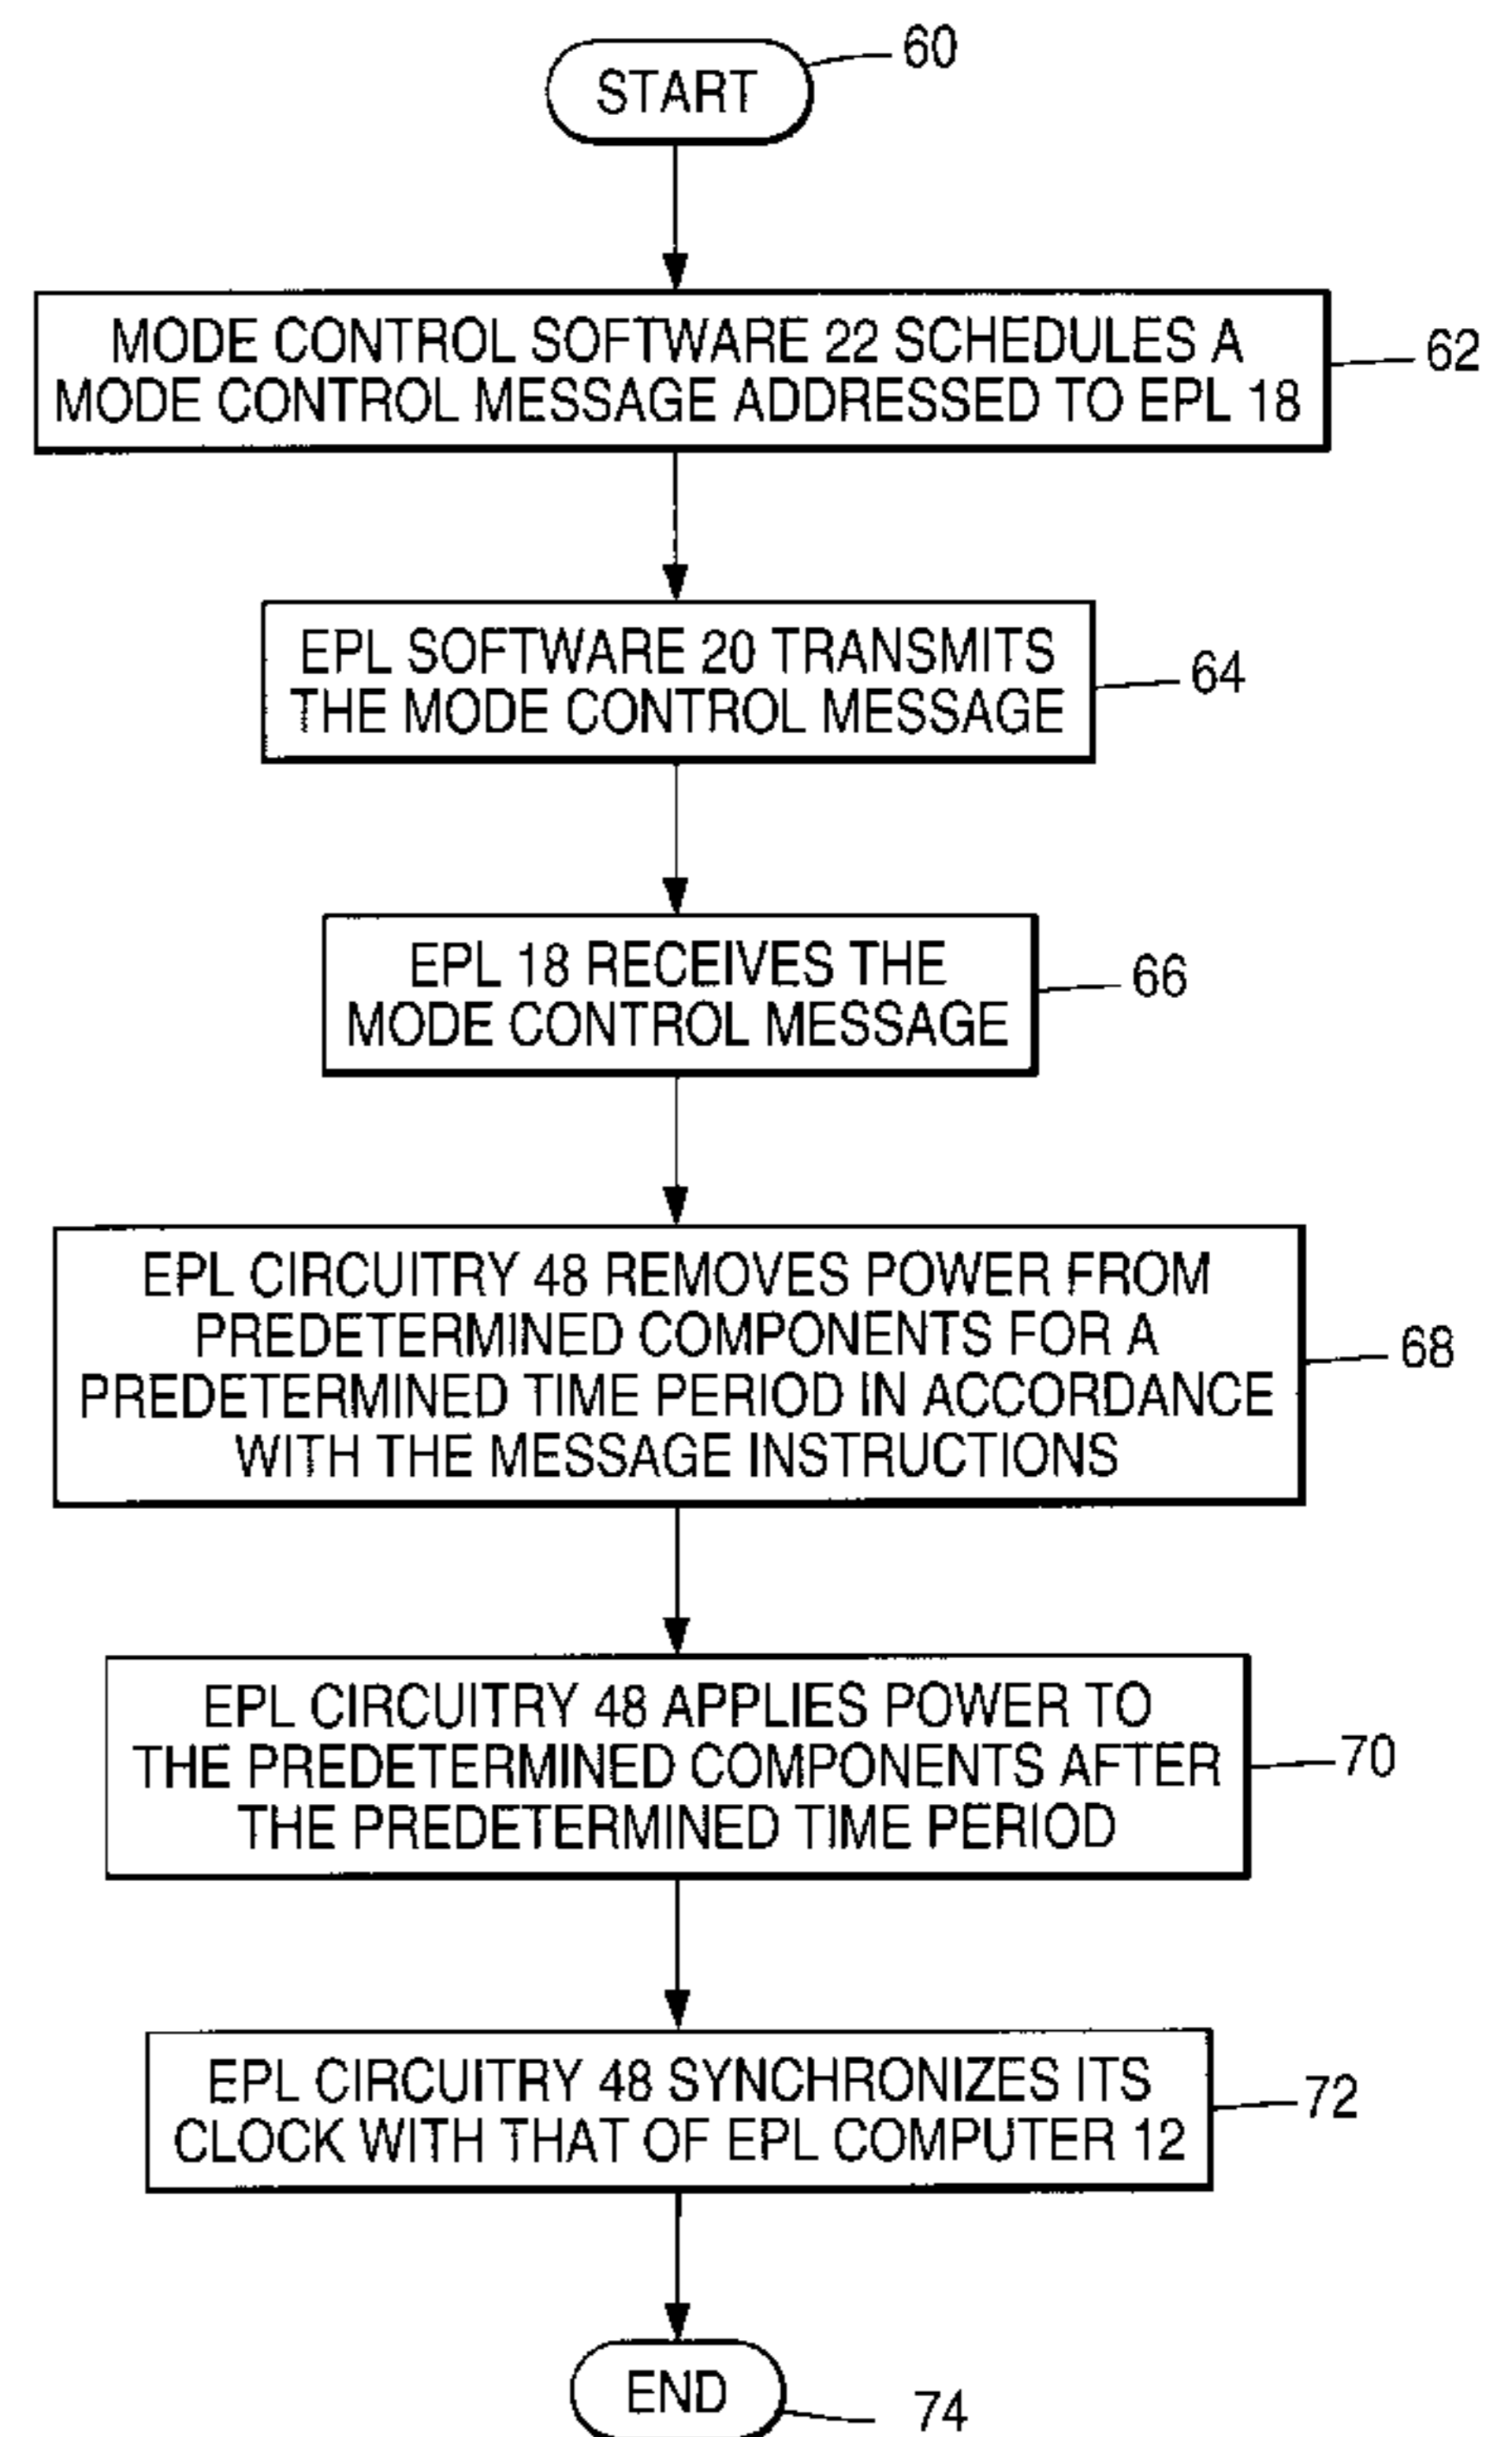 START
60
MODE CONTROL SOFTWARE 22 SCHEDULES A
MODE CONTROL MESSAGE ADDRESSED TO EPL 18
62
EPL SOFTWARE 20 TRANSMITS
THE MODE CONTROL MESSAGE
64
EPL 18 RECEIVES THE
MODE CONTROL MESSAGE
66
EPL CIRCUITRY 48 REMOVES POWER FROM
PREDETERMINED COMPONENTS FOR A
PREDETERMINED TIME PERIOD IN ACCORDANCE
WITH THE MESSAGE INSTRUCTIONS
68
EPL CIRCUITRY 48 APPLIES POWER TO
THE PREDETERMINED COMPONENTS AFTER
THE PREDETERMINED TIME PERIOD
70
EPL CIRCUITRY 48 SYNCHRONIZES ITS
CLOCK WITH THAT OF EPL COMPUTER 12
72
END
74